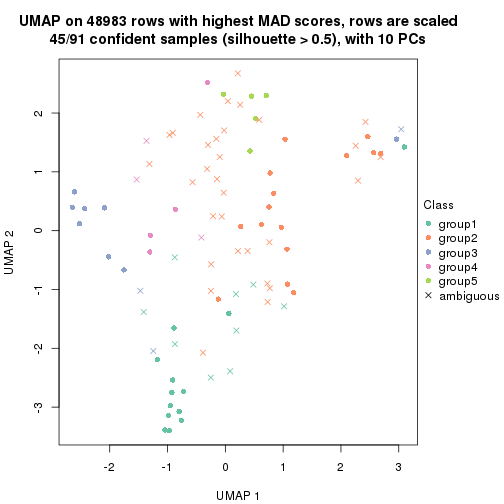 UMAP on 48983 rows with highest MAD scores, rows are scaled
45/91 confident samples (silhouette > 0.5), with 10 PCs
2
1
0
-1
-2
-3
UMAP 2
-2
-1
0
1
2
3
UMAP 1
Class
group1
group2
group3
group4
group5
ambiguous